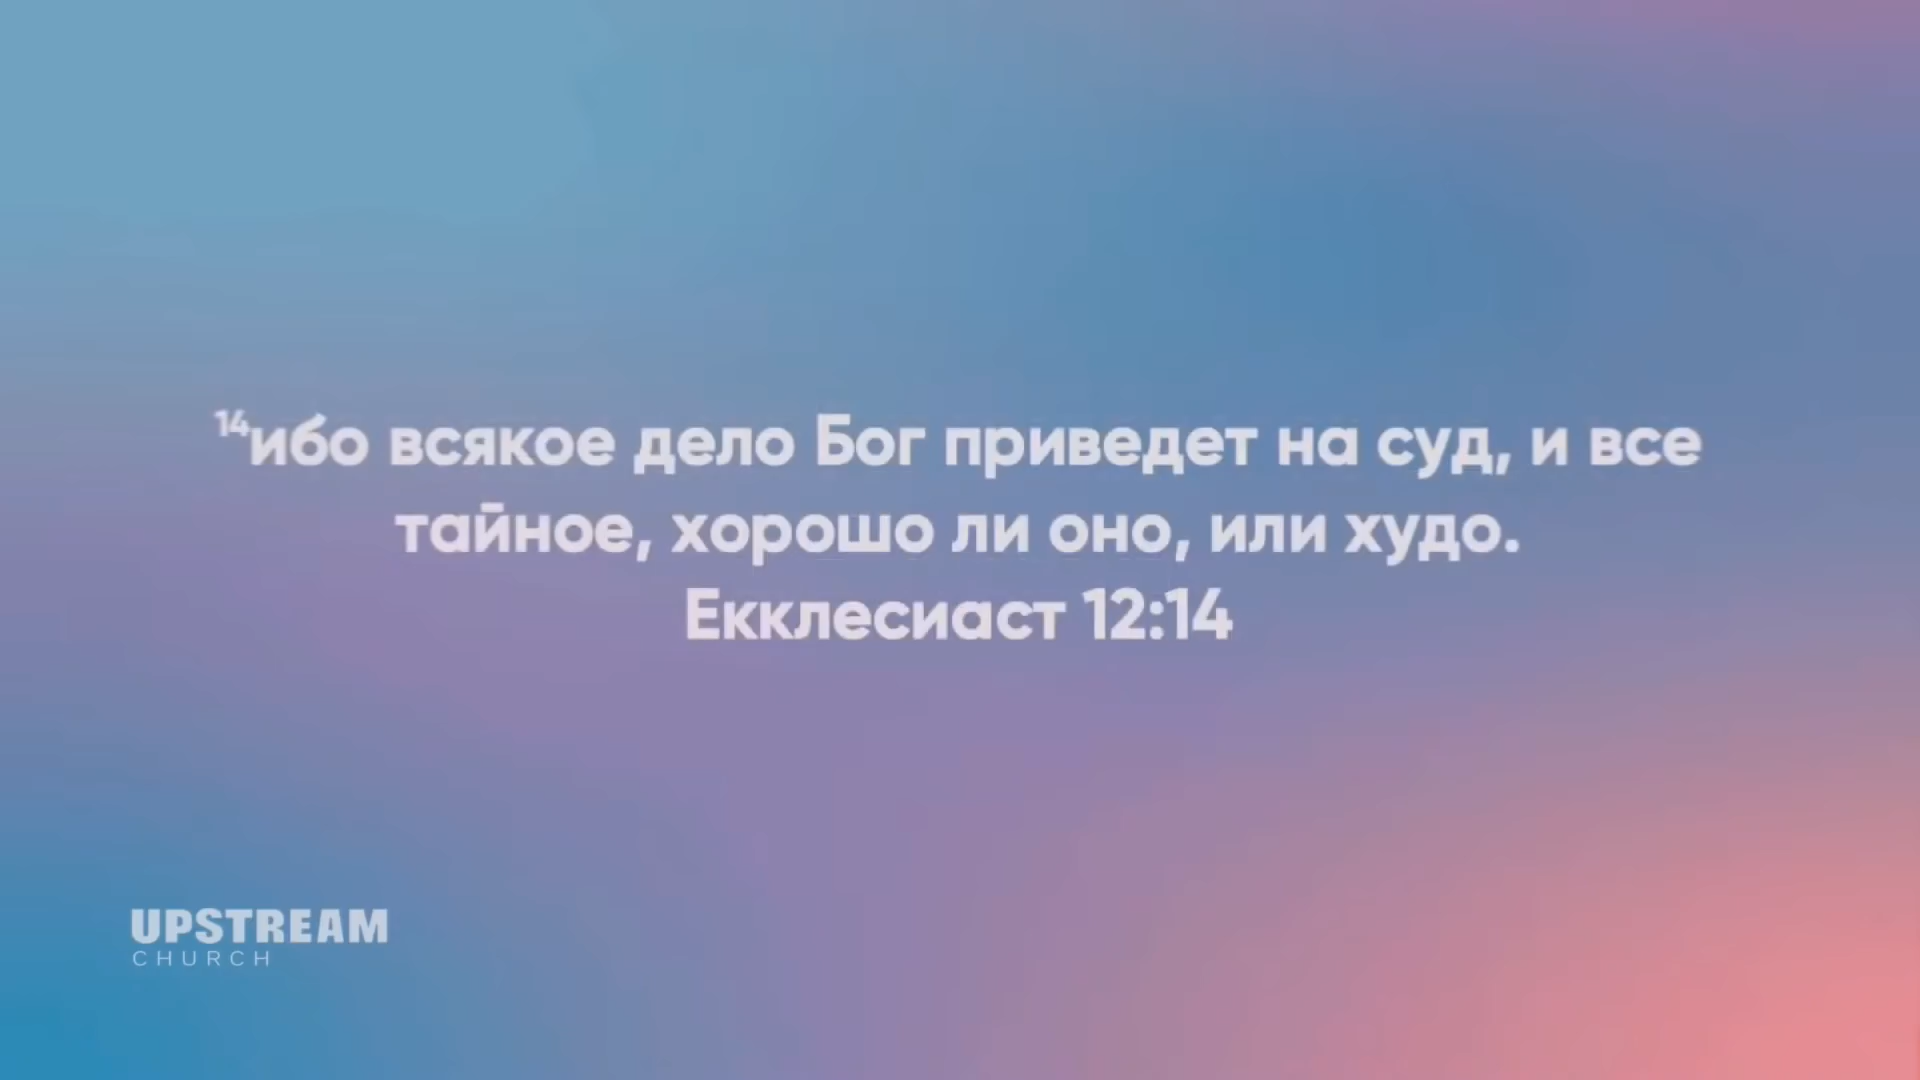 ¹⁴ибо всякое дело Бог приведет на суд, и все
тайное, хорошо ли оно, или худо.
Екклесиаст 12:14
UPSTREAM
CHURCH